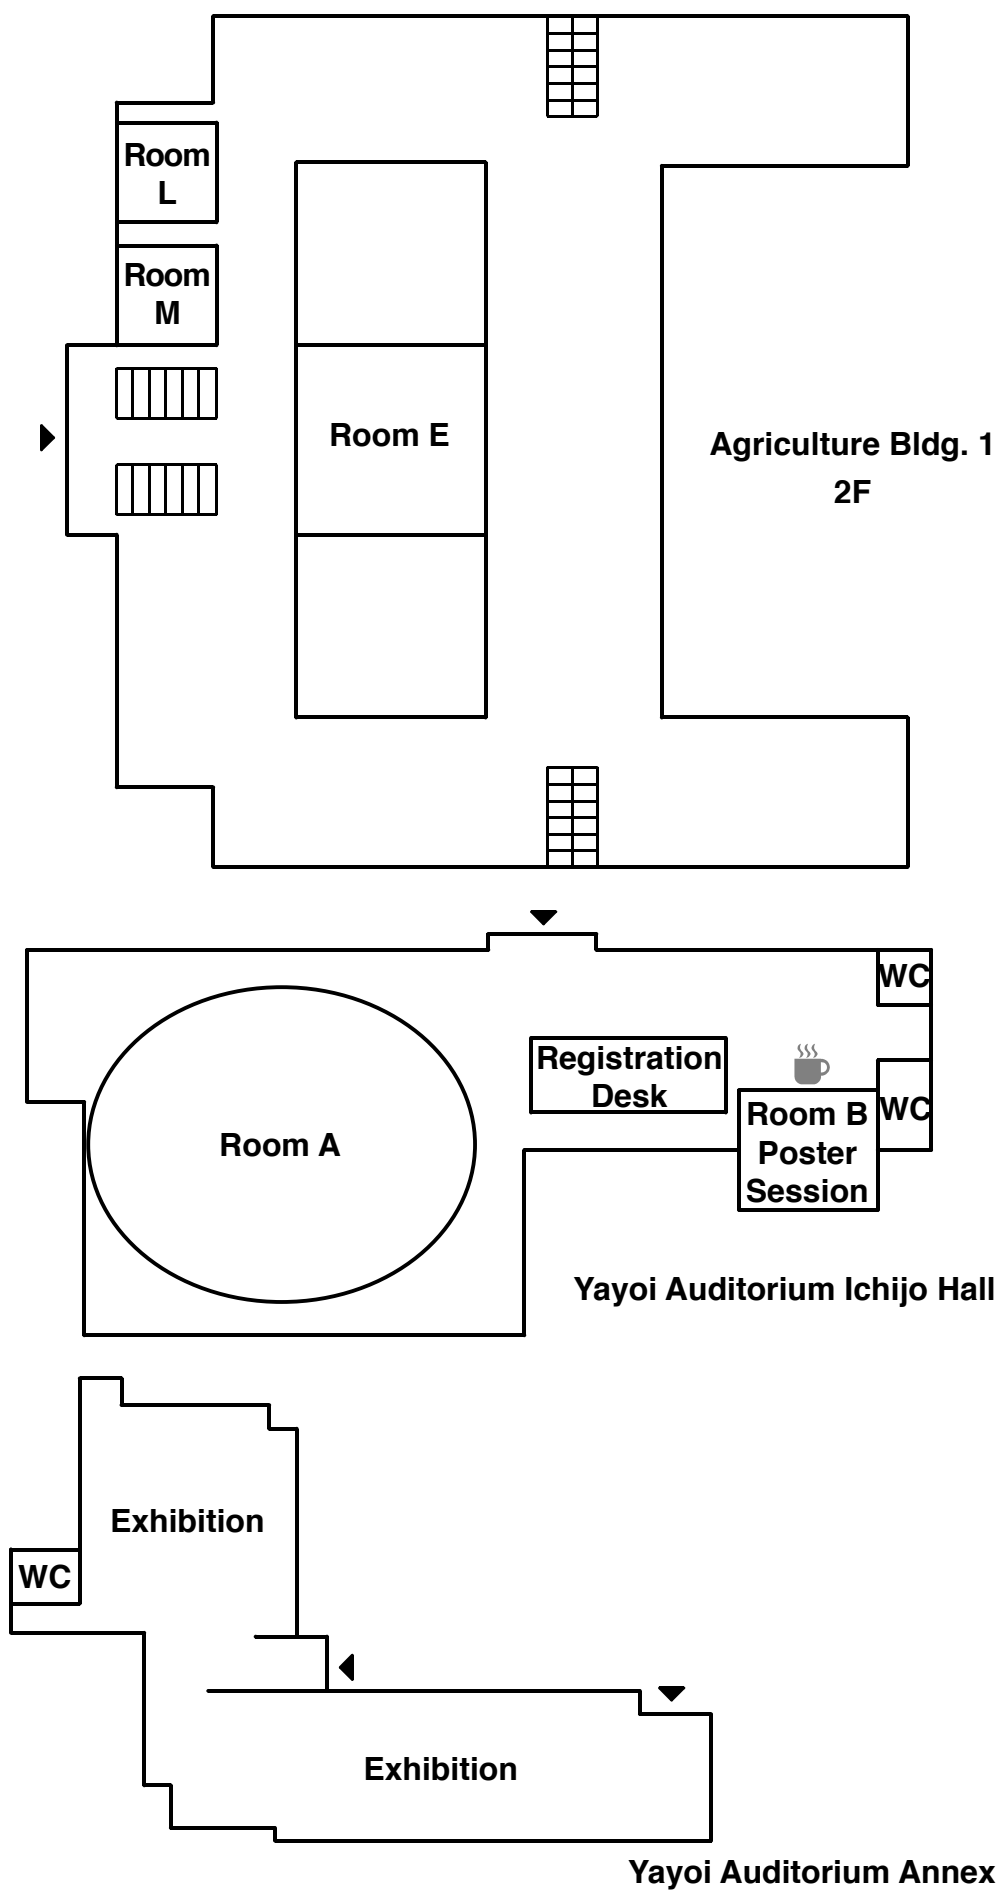 Room
L
Room
M
Room E
Agriculture Bldg. 1
2F
WC
Registration
Desk
WC
Room B
Poster
Session
Room A
Yayoi Auditorium Ichijo Hall
Exhibition
WC
Exhibition
Yayoi Auditorium Annex